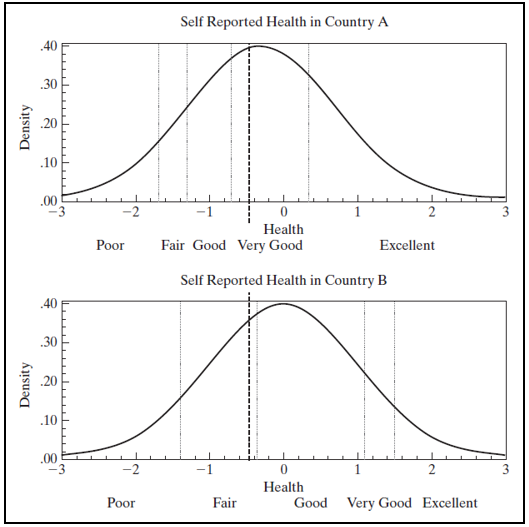 Self Reported Health in Country A
.40
.30
.20
.10
.00
Density
−3 −2 −1 0 1 2 3
Health
Poor Fair Good Very Good Excellent
Self Reported Health in Country B
.40
.30
.20
.10
.00
Density
−3 −2 −1 0 1 2 3
Health
Poor Fair Good Very Good Excellent